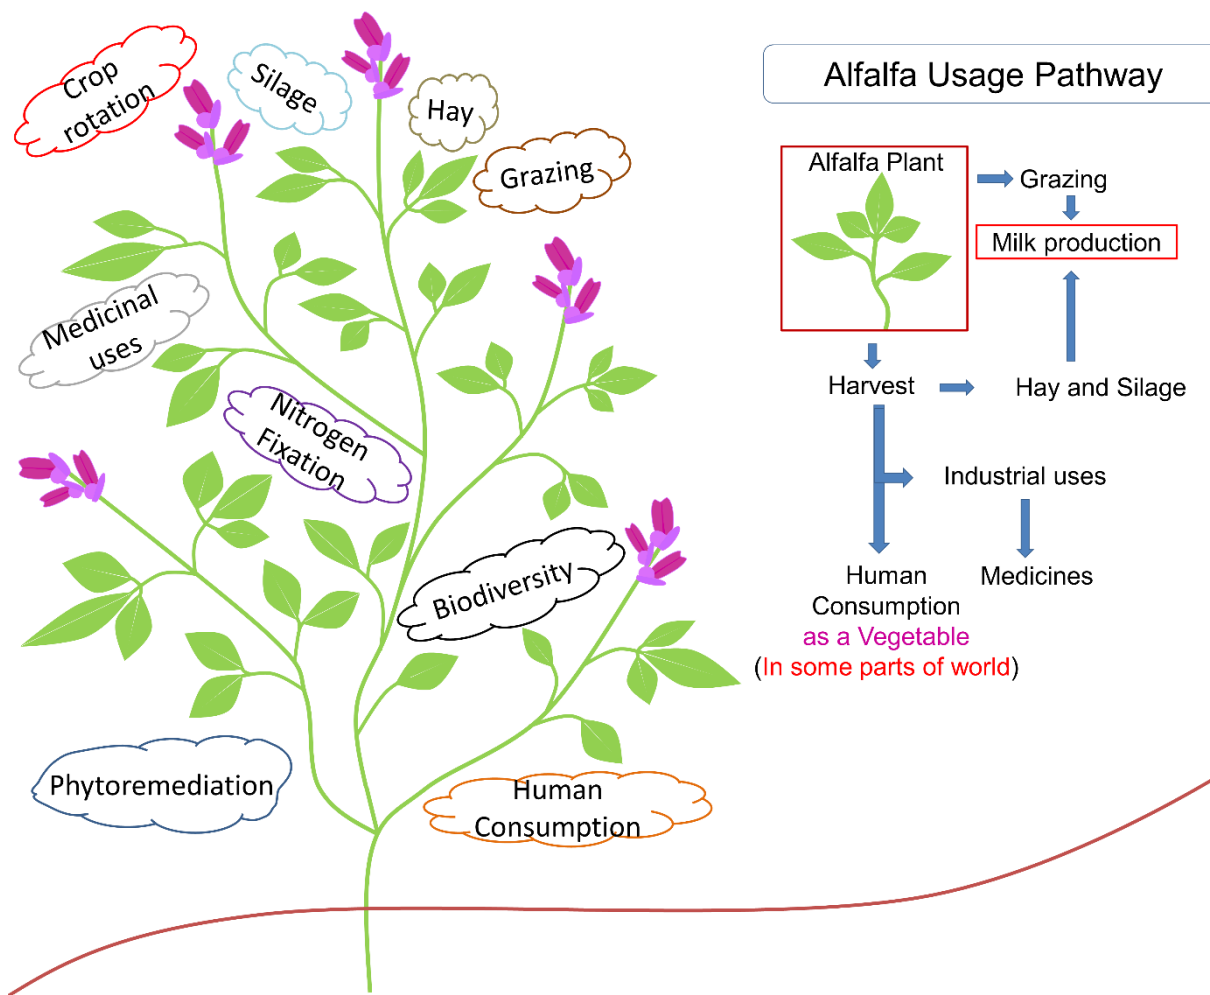 Crop
rotation
Silage
Hay
Grazing
Medicinal
uses
Nitrogen
Fixation
Biodiversity
Phytoremediation
Human
Consumption
Alfalfa Usage Pathway
Alfalfa Plant
Grazing
Milk production
Harvest
Hay and Silage
Industrial uses
Human
Consumption
as a Vegetable
(In some parts of world)
Medicines